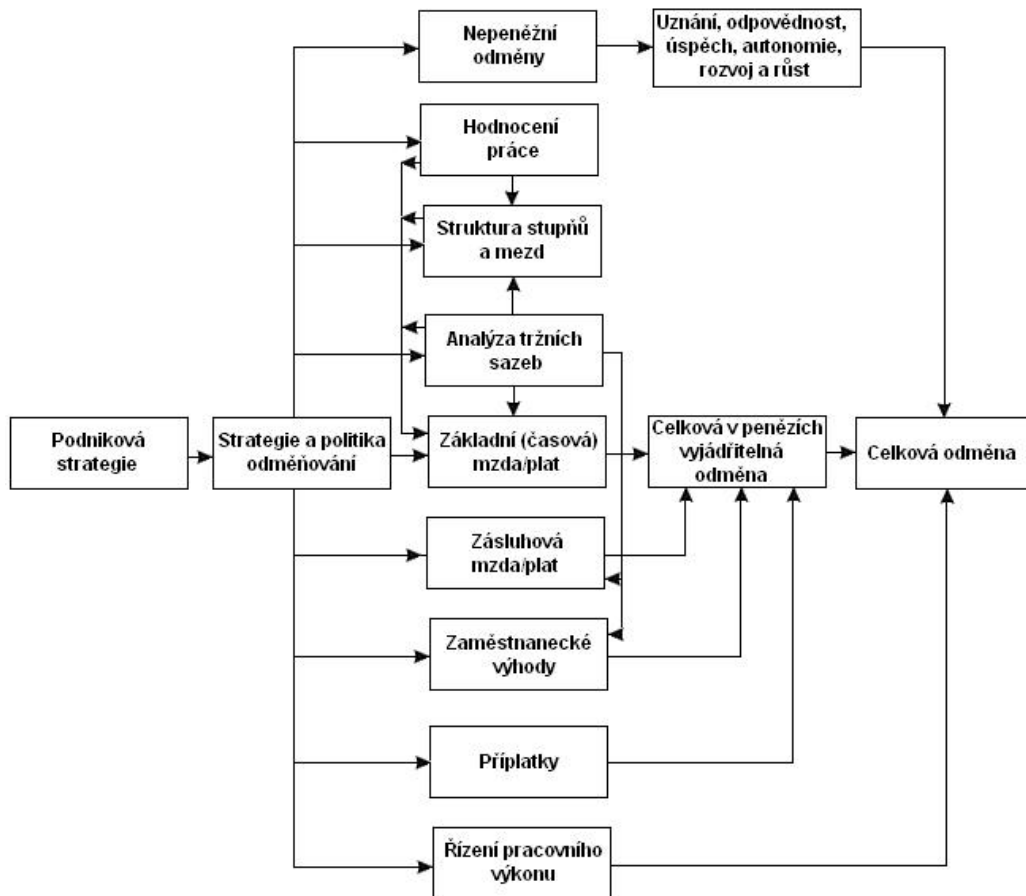 Nepeněžní
odměny
Uznání, odpovědnost,
úspěch, autonomie,
rozvoj a růst
Hodnocení
práce
Struktura stupňů
a mezd
Analýza tržních
sazeb
Podniková
strategie
Strategie a politika
odměňování
Základní (časová)
mzda/plat
Celková v penězích
vyjádřitelná
odměna
Celková odměna
Zásluhová
mzda/plat
Zaměstnanecké
výhody
Příplatky
Řízení pracovního
výkonu